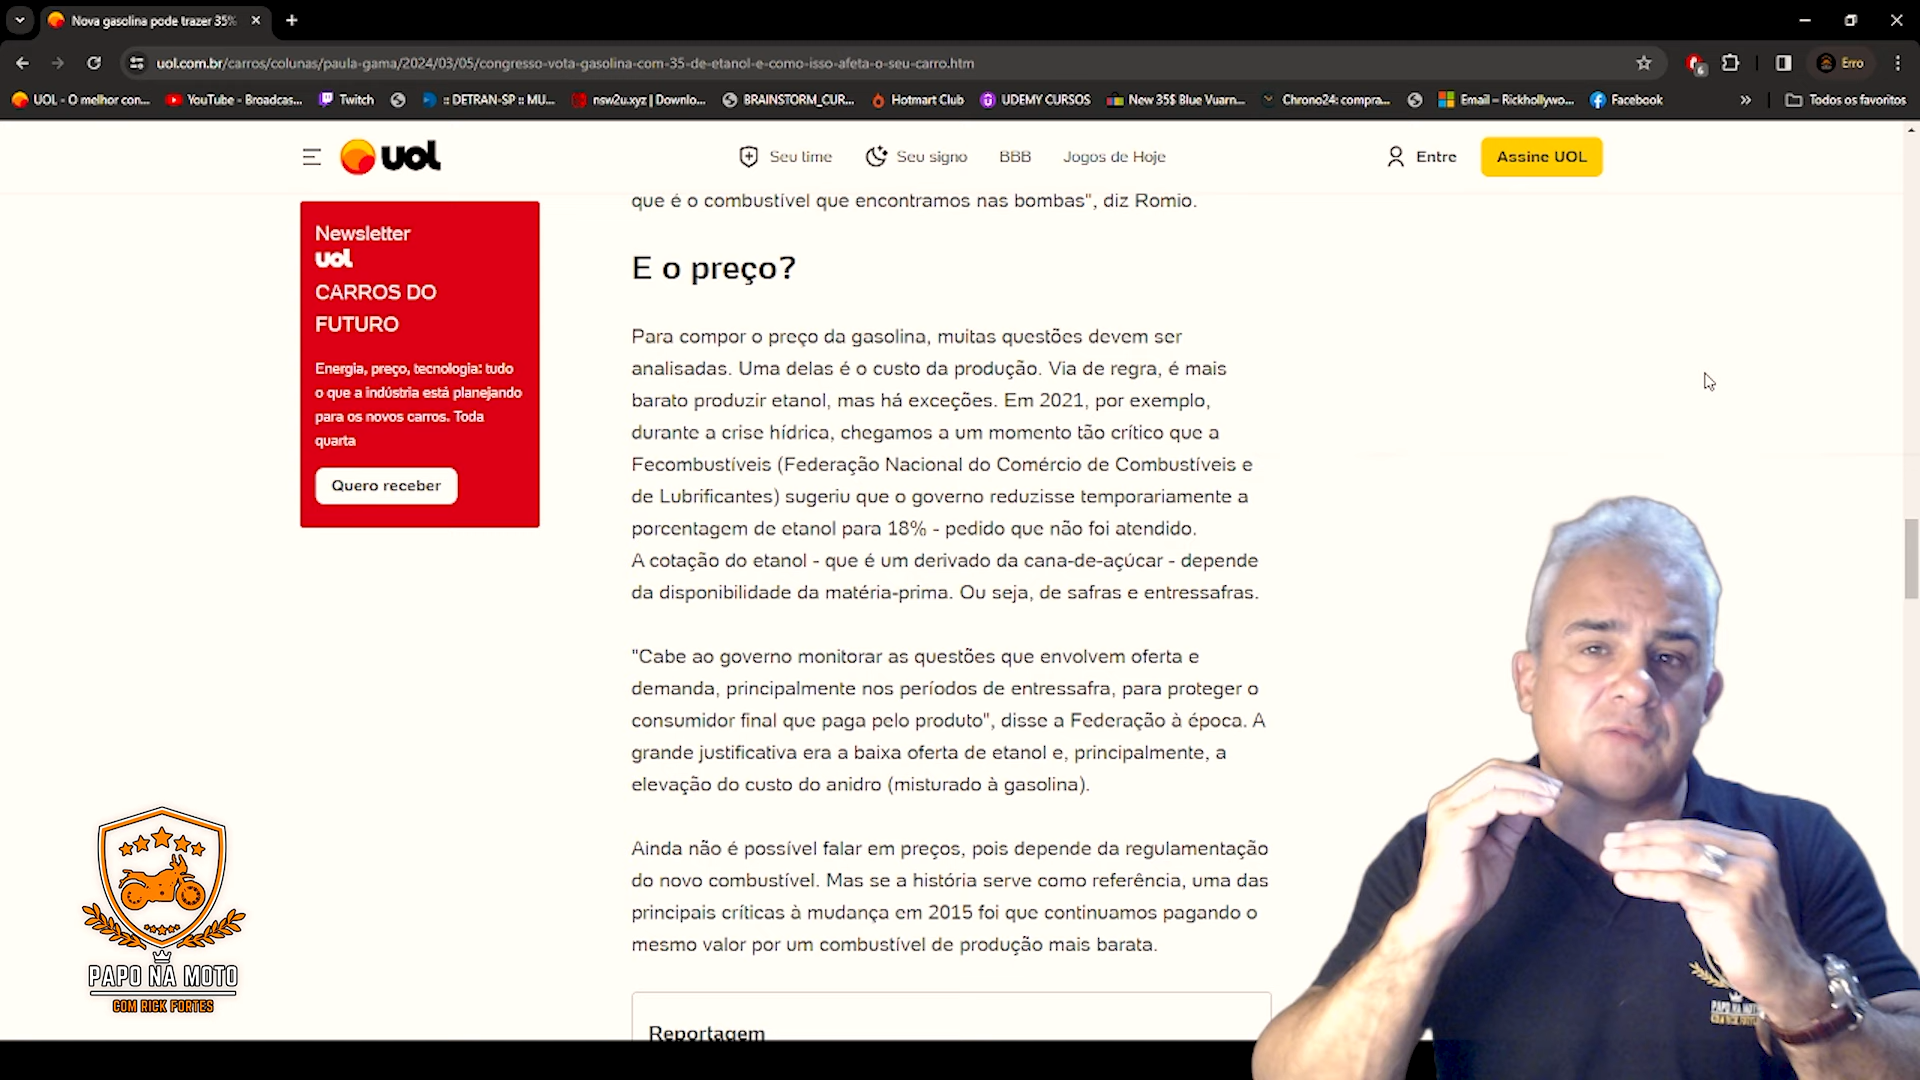 Nova gasolina pode trazer 35%
uol.com.br/carros/colunas/paula-gama/2024/03/05/congresso-vota-gasolina-com-35-de-etanol-e-como-isso-afeta-o-seu-carro.htm
6
Erro
UOL - O melhor con...
YouTube - Broadcas...
Twitch
:: DETRAN-SP :: MU...
nsw2u.xyz | Downlo...
BRAINSTORM_CUR...
Hotmart Club
UDEMY CURSOS
New 35$ Blue Vuarn...
Chrono24: compra...
Email – Rickhollywo...
Facebook
Todos os favoritos
uol
Seu time
Seu signo
BBB
Jogos de Hoje
Entre
Assine UOL
Newsletter
uol
CARROS DO
FUTURO
Energia, preço, tecnologia: tudo
o que a indústria está planejando
para os novos carros. Toda
quarta
Quero receber
que é o combustível que encontramos nas bombas", diz Romio.
E o preço?
Para compor o preço da gasolina, muitas questões devem ser
analisadas. Uma delas é o custo da produção. Via de regra, é mais
barato produzir etanol, mas há exceções. Em 2021, por exemplo,
durante a crise hídrica, chegamos a um momento tão crítico que a
Fecombustíveis (Federação Nacional do Comércio de Combustíveis e
de Lubrificantes) sugeriu que o governo reduzisse temporariamente a
porcentagem de etanol para 18% - pedido que não foi atendido.
A cotação do etanol - que é um derivado da cana-de-açúcar - depende
da disponibilidade da matéria-prima. Ou seja, de safras e entressafras.
"Cabe ao governo monitorar as questões que envolvem oferta e
demanda, principalmente nos períodos de entressafra, para proteger o
consumidor final que paga pelo produto", disse a Federação à época. A
grande justificativa era a baixa oferta de etanol e, principalmente, a
elevação do custo do anidro (misturado à gasolina).
Ainda não é possível falar em preços, pois depende da regulamentação
do novo combustível. Mas se a história serve como referência, uma das
principais críticas à mudança em 2015 foi que continuamos pagando o
mesmo valor por um combustível de produção mais barata.
Reportagem
PAPO NA MOTO
COM RICK FORTES
PAPO NA MOTO